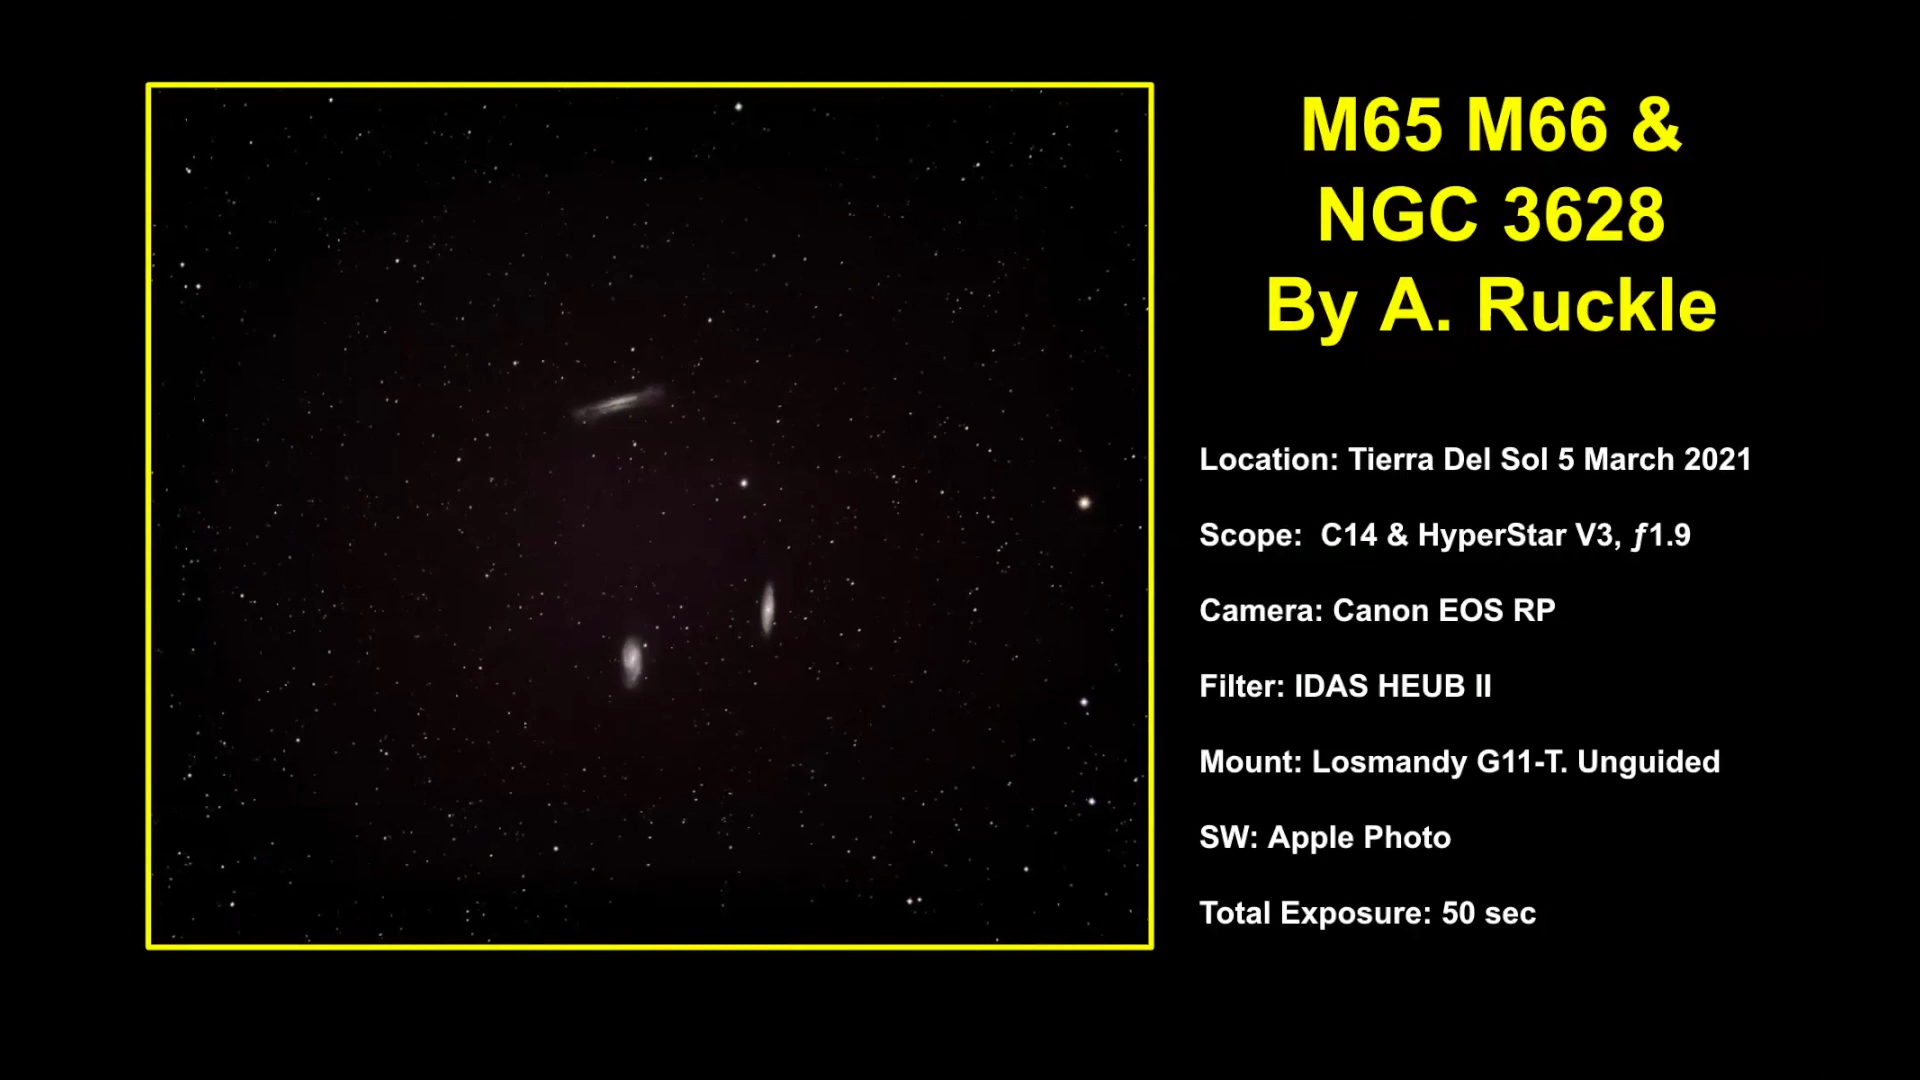 M65 M66 &
NGC 3628
By A. Ruckle
Location: Tierra Del Sol 5 March 2021
Scope:  C14 & HyperStar V3, ƒ1.9
Camera: Canon EOS RP
Filter: IDAS HEUB II
Mount: Losmandy G11-T. Unguided
SW: Apple Photo
Total Exposure: 50 sec